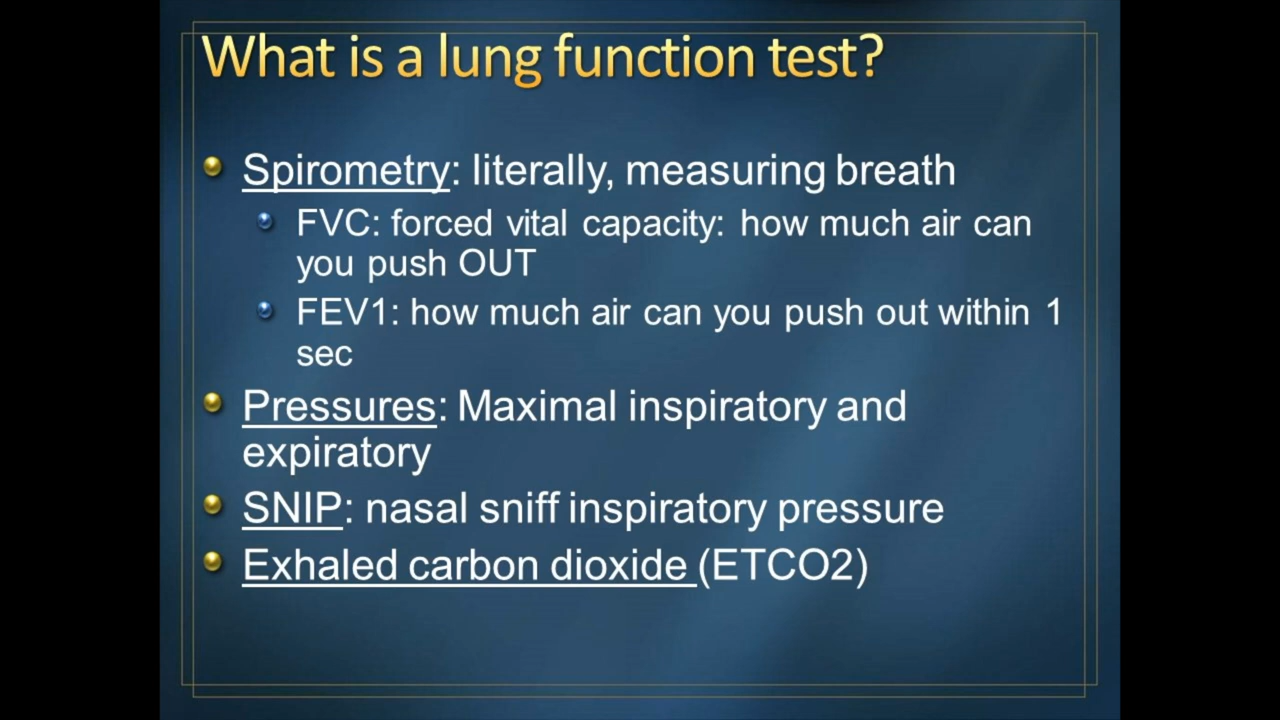 What is a lung function test?
Spirometry: literally, measuring breath
FVC: forced vital capacity: how much air can
you push OUT
FEV1: how much air can you push out within 1
sec
Pressures: Maximal inspiratory and
expiratory
SNIP: nasal sniff inspiratory pressure
Exhaled carbon dioxide (ETCO2)